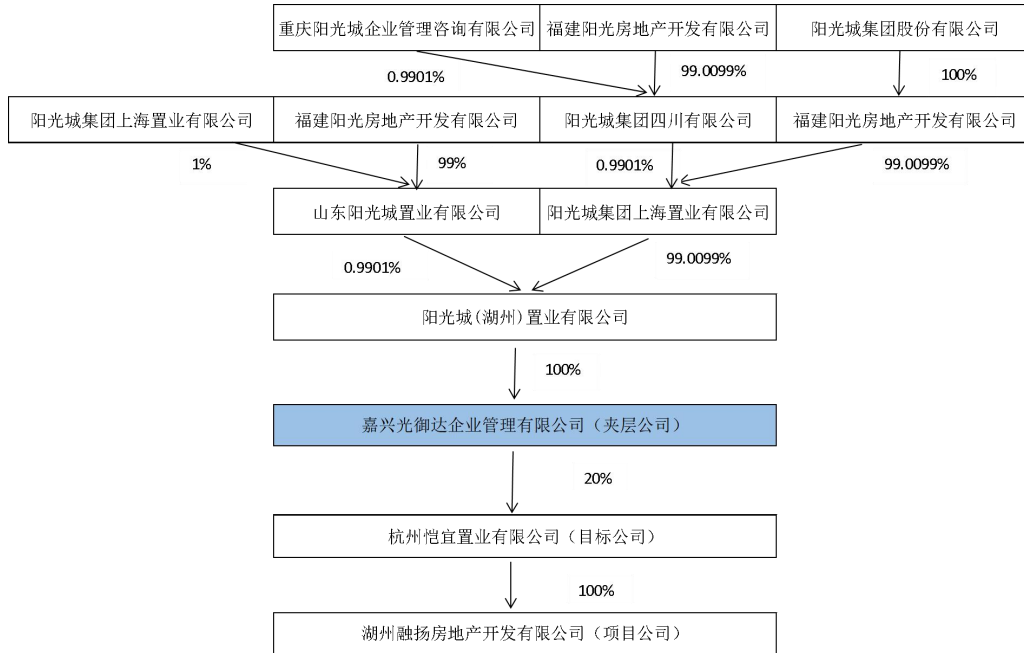 重庆阳光城企业管理咨询有限公司
福建阳光房地产开发有限公司
阳光城集团股份有限公司
0.9901%
99.0099%
100%
阳光城集团上海置业有限公司
福建阳光房地产开发有限公司
阳光城集团四川有限公司
福建阳光房地产开发有限公司
1%
99%
0.9901%
99.0099%
山东阳光城置业有限公司
阳光城集团上海置业有限公司
0.9901%
99.0099%
阳光城(湖州)置业有限公司
100%
嘉兴光御达企业管理有限公司（夹层公司）
20%
杭州恺宜置业有限公司（目标公司）
100%
湖州融扬房地产开发有限公司（项目公司）